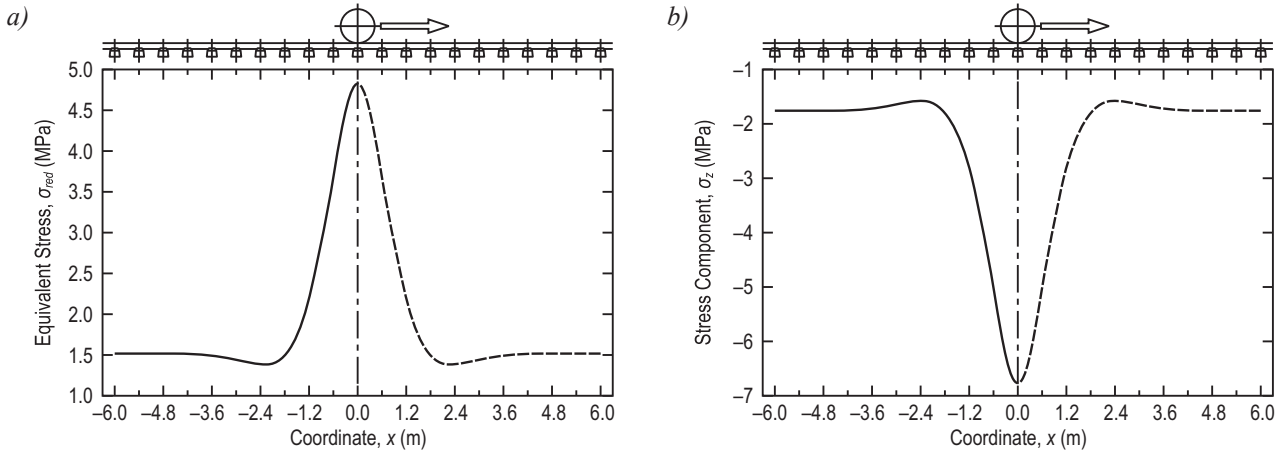 a)
5.0
4.5
4.0
3.5
3.0
2.5
2.0
1.5
1.0
Equivalent Stress, σred (MPa)
–6.0 –4.8 –3.6 –2.4 –1.2 0.0 1.2 2.4 3.6 4.8 6.0
Coordinate, x (m)
b)
–1
–2
–3
–4
–5
–6
–7
Stress Component, σz (MPa)
–6.0 –4.8 –3.6 –2.4 –1.2 0.0 1.2 2.4 3.6 4.8 6.0
Coordinate, x (m)